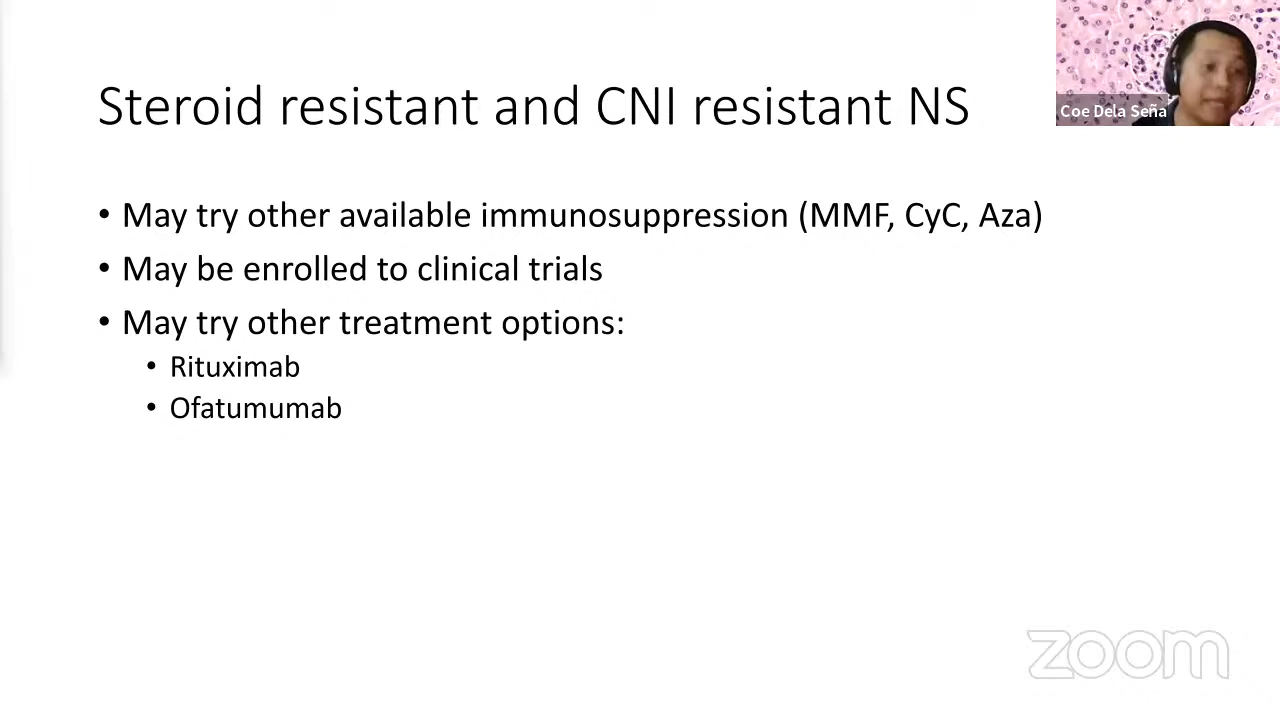 Steroid resistant and CNI resistant NS
Coe Dela Seña
• May try other available immunosuppression (MMF, CyC, Aza)
• May be enrolled to clinical trials
• May try other treatment options:
• Rituximab
• Ofatumumab
zoom